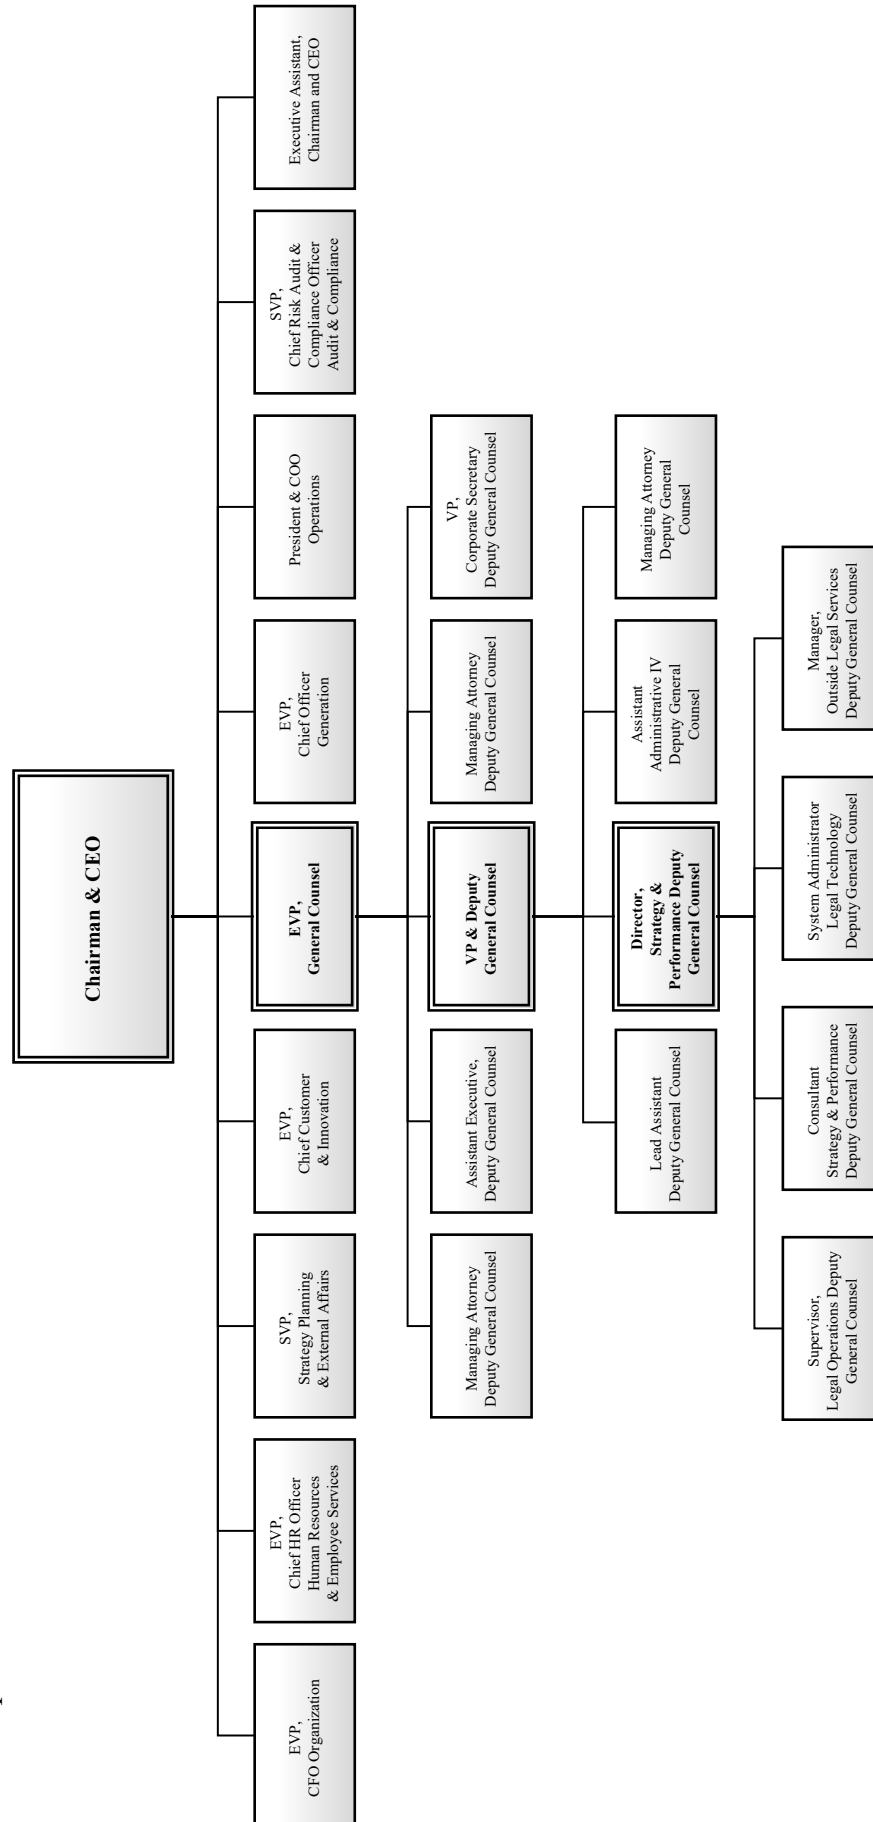 Chairman & CEO
EVP,
CFO Organization
EVP,
Chief HR Officer
Human Resources
& Employee Services
SVP,
Strategy Planning
& External Affairs
EVP,
Chief Customer
& Innovation
EVP,
General Counsel
EVP,
Chief Officer
Generation
President & COO
Operations
SVP,
Chief Risk Audit &
Compliance Officer
Audit & Compliance
Executive Assistant,
Chairman and CEO
Managing Attorney
Deputy General Counsel
Assistant Executive,
Deputy General Counsel
VP & Deputy
General Counsel
Managing Attorney
Deputy General Counsel
VP,
Corporate Secretary
Deputy General Counsel
Lead Assistant
Deputy General Counsel
Director,
Strategy &
Performance Deputy
General Counsel
Assistant
Administrative IV
Deputy General
Counsel
Managing Attorney
Deputy General
Counsel
Supervisor,
Legal Operations Deputy
General Counsel
Consultant
Strategy & Performance
Deputy General Counsel
System Administrator
Legal Technology
Deputy General Counsel
Manager,
Outside Legal Services
Deputy General Counsel